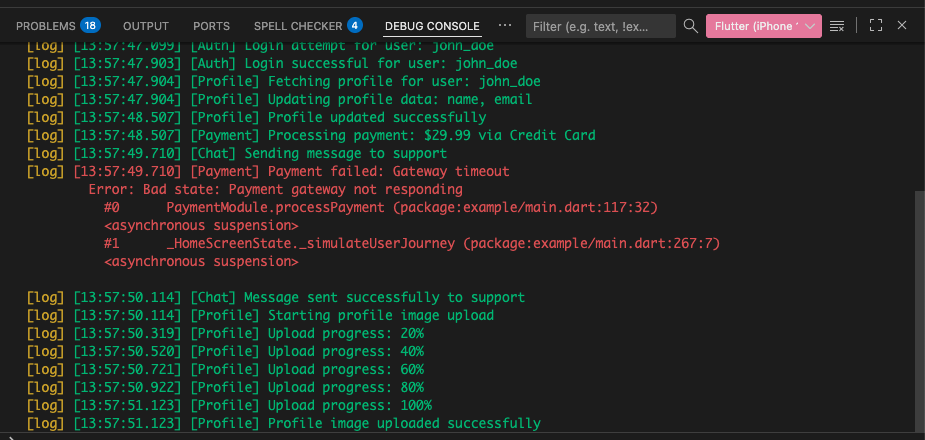 PROBLEMS 18 OUTPUT PORTS SPELL CHECKER 4 DEBUG CONSOLE ... Filter (e.g. text, !ex... Flutter (iPhone
[log] [13:57:47.099] [Auth] Login attempt for user: john_doe
[log] [13:57:47.903] [Auth] Login successful for user: john_doe
[log] [13:57:47.904] [Profile] Fetching profile for user: john_doe
[log] [13:57:47.904] [Profile] Updating profile data: name, email
[log] [13:57:48.507] [Profile] Profile updated successfully
[log] [13:57:48.507] [Payment] Processing payment: $29.99 via Credit Card
[log] [13:57:49.710] [Chat] Sending message to support
[log] [13:57:49.710] [Payment] Payment failed: Gateway timeout
Error: Bad state: Payment gateway not responding
#0 PaymentModule.processPayment (package:example/main.dart:117:32)
<asynchronous suspension>
#1 _HomeScreenState._simulateUserJourney (package:example/main.dart:267:7)
<asynchronous suspension>
[log] [13:57:50.114] [Chat] Message sent successfully to support
[log] [13:57:50.114] [Profile] Starting profile image upload
[log] [13:57:50.319] [Profile] Upload progress: 20%
[log] [13:57:50.520] [Profile] Upload progress: 40%
[log] [13:57:50.721] [Profile] Upload progress: 60%
[log] [13:57:50.922] [Profile] Upload progress: 80%
[log] [13:57:51.123] [Profile] Upload progress: 100%
[log] [13:57:51.123] [Profile] Profile image uploaded successfully